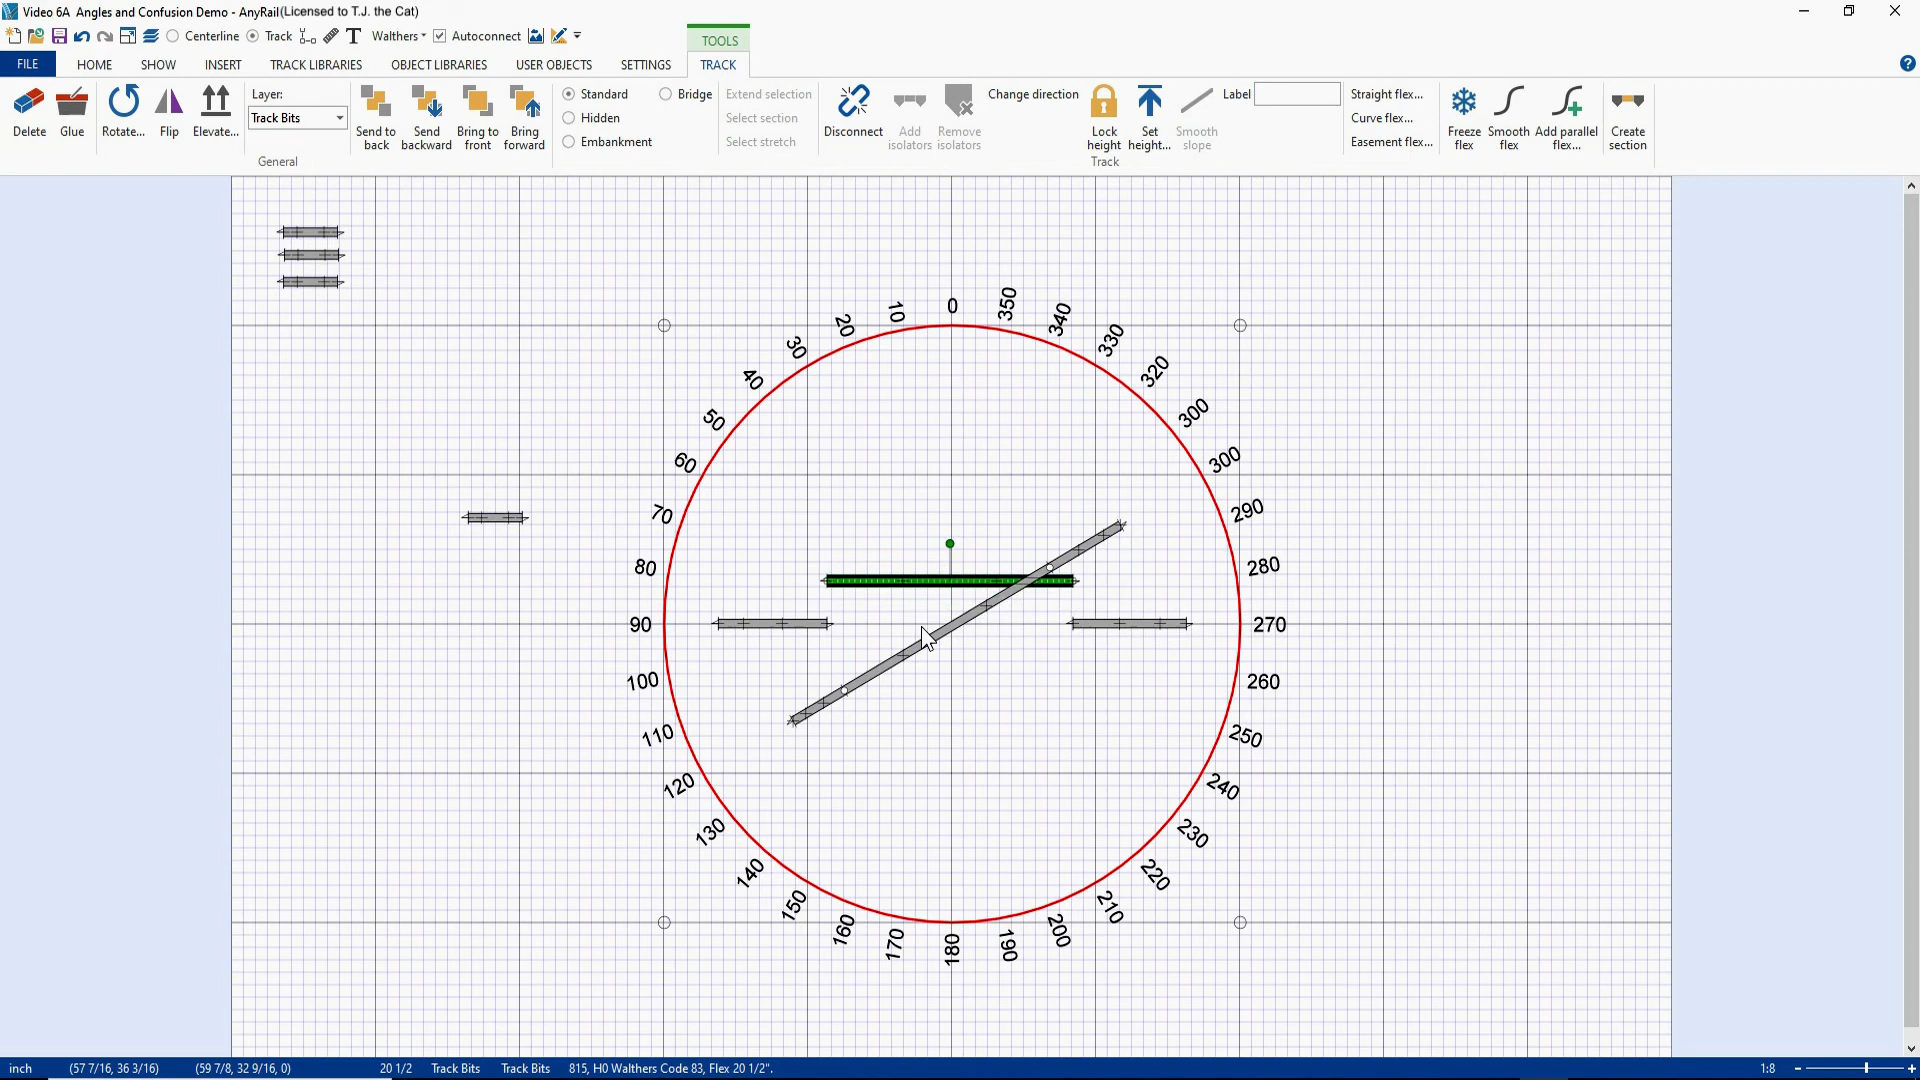 Video 6A  Angles and Confusion Demo - AnyRail(Licensed to T.J. the Cat)
Centerline Track T Walthers Autoconnect
TOOLS
FILE HOME SHOW INSERT TRACK LIBRARIES OBJECT LIBRARIES USER OBJECTS SETTINGS TRACK
Layer: Standard Bridge Extend selection Change direction Label Straight flex...
Track Bits Hidden Select section Curve flex...
Delete Glue Rotate... Flip Elevate... Send to back Send backward Bring to front Bring forward Embankment Select stretch Disconnect Add isolators Remove isolators Lock height Set height... Smooth slope Easement flex... Freeze flex Smooth flex Add parallel flex... Create section
General Track
0
10 350
20 340
30 330
40 320
50 300
60 300
70 290
80 280
90 270
100 260
110 250
120 240
130 230
140 220
150 210
160 200
170 190
180
inch (57 7/16, 36 3/16) (59 7/8, 32 9/16, 0) 20 1/2 Track Bits Track Bits 815, H0 Walthers Code 83, Flex 20 1/2". 1:8